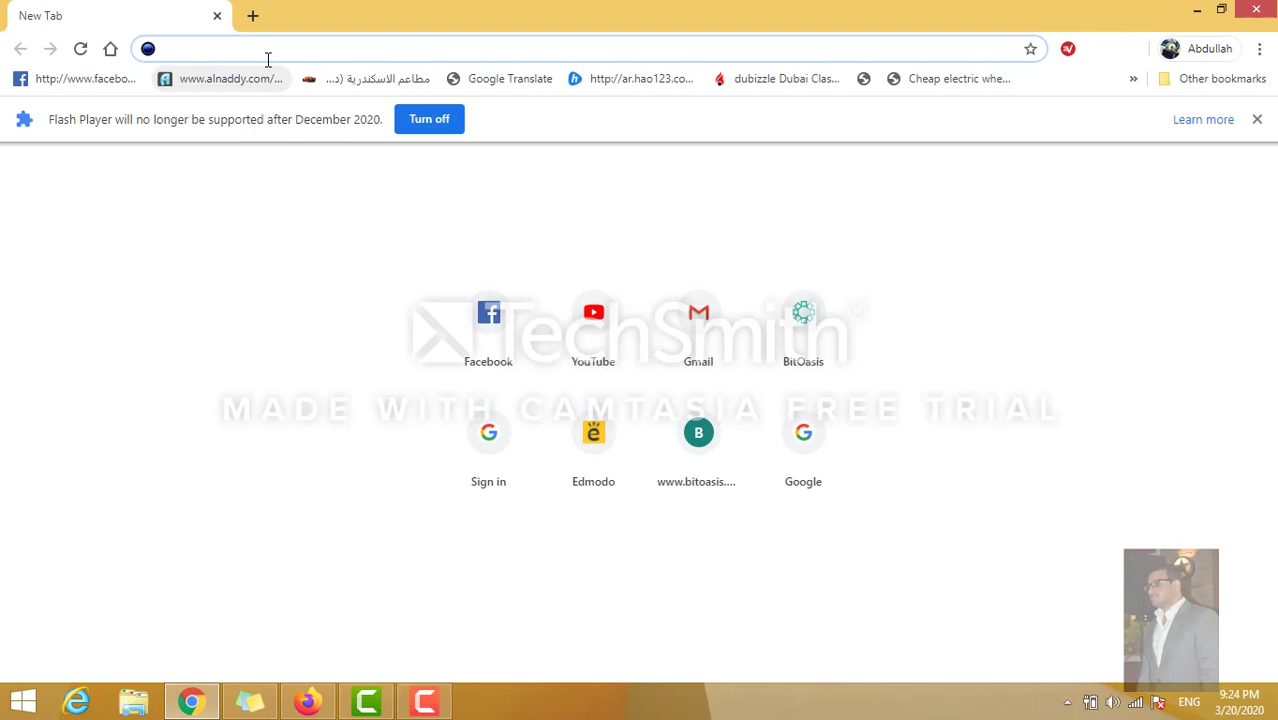 New Tab
Abdullah
http://www.facebo...
www.alnaddy.com/...
مطاعم الاسكندرية (د...
Google Translate
http://ar.hao123.co...
dubizzle Dubai Clas...
Cheap electric whe...
»
Other bookmarks
Flash Player will no longer be supported after December 2020.
Turn off
Learn more
TechSmith
MADE WITH CAMTASIA FREE TRIAL
Facebook
YouTube
Gmail
BitOasis
B
Sign in
Edmodo
www.bitoasis....
Google
ENG
9:24 PM
3/20/2020